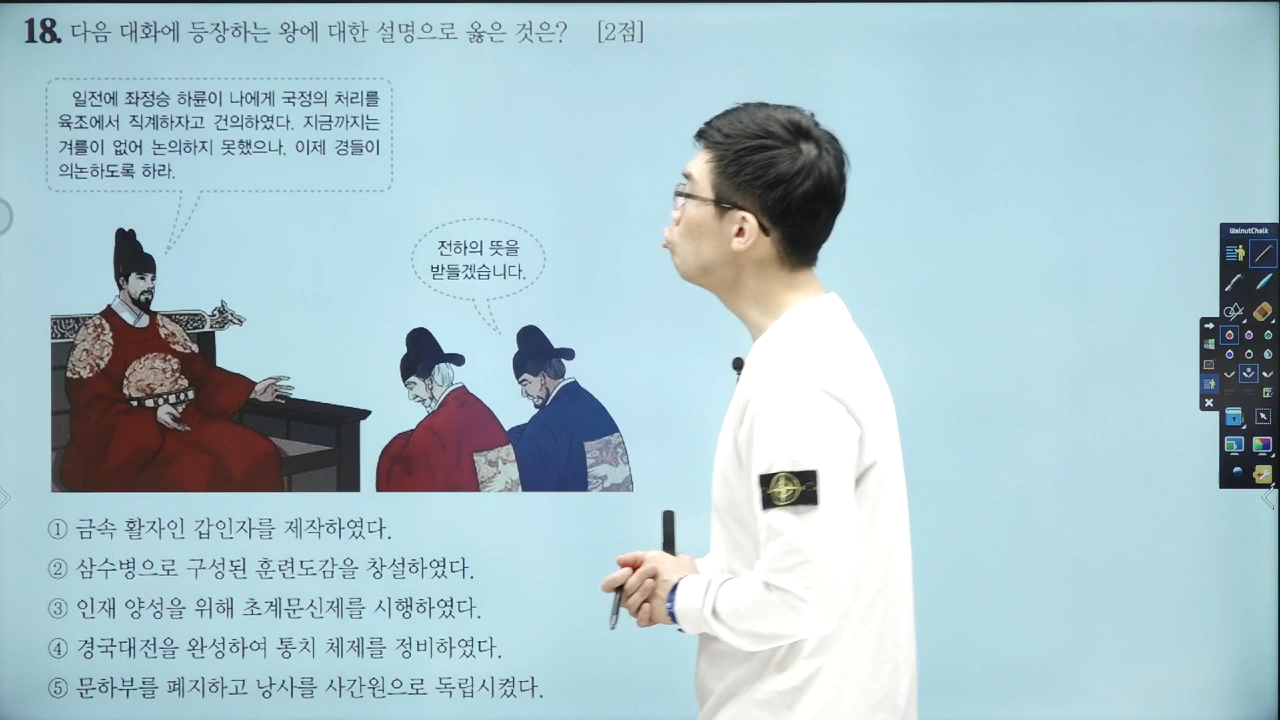 18. 다음 대화에 등장하는 왕에 대한 설명으로 옳은 것은? [2점]
일전에 좌정승 하륜이 나에게 국정의 처리를
육조에서 직계하자고 건의하였다. 지금까지는
겨를이 없어 논의하지 못했으나, 이제 경들이
의논하도록 하라.
전하의 뜻을
받들겠습니다.
WalnutChalk
① 금속 활자인 갑인자를 제작하였다.
② 삼수병으로 구성된 훈련도감을 창설하였다.
③ 인재 양성을 위해 초계문신제를 시행하였다.
④ 경국대전을 완성하여 통치 체제를 정비하였다.
⑤ 문하부를 폐지하고 낭사를 사간원으로 독립시켰다.